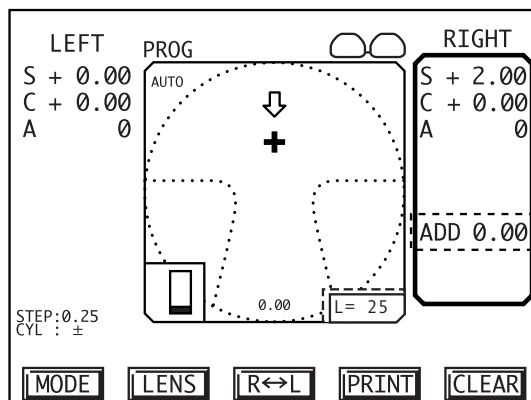 LEFT
S + 0.00
C + 0.00
A 0
PROG
AUTO
RIGHT
S + 2.00
C + 0.00
A 0
ADD 0.00
0.00
L= 25
STEP:0.25
CYL : ±
MODE
LENS
R↔L
PRINT
CLEAR